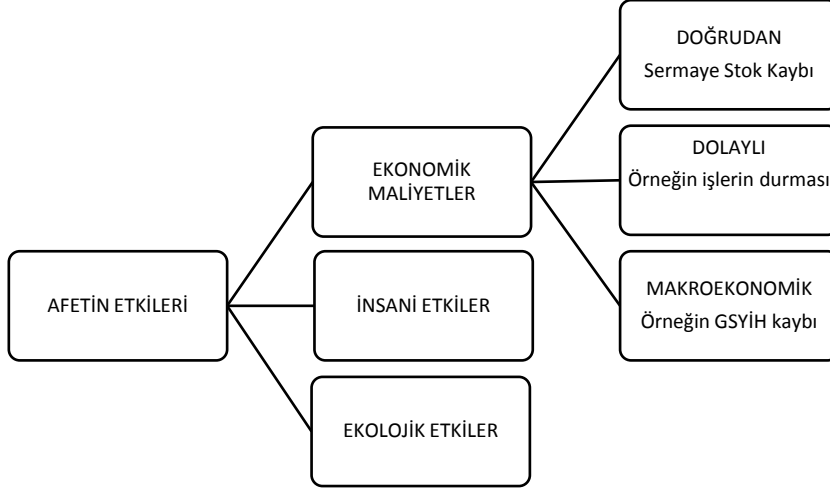 AFETİN ETKİLERİ
EKONOMİK
MALİYETLER
DOĞRUDAN
Sermaye Stok Kaybı
DOLAYLI
Örneğin işlerin durması
MAKROEKONOMİK
Örneğin GSYİH kaybı
İNSANİ ETKİLER
EKOLOJİK ETKİLER